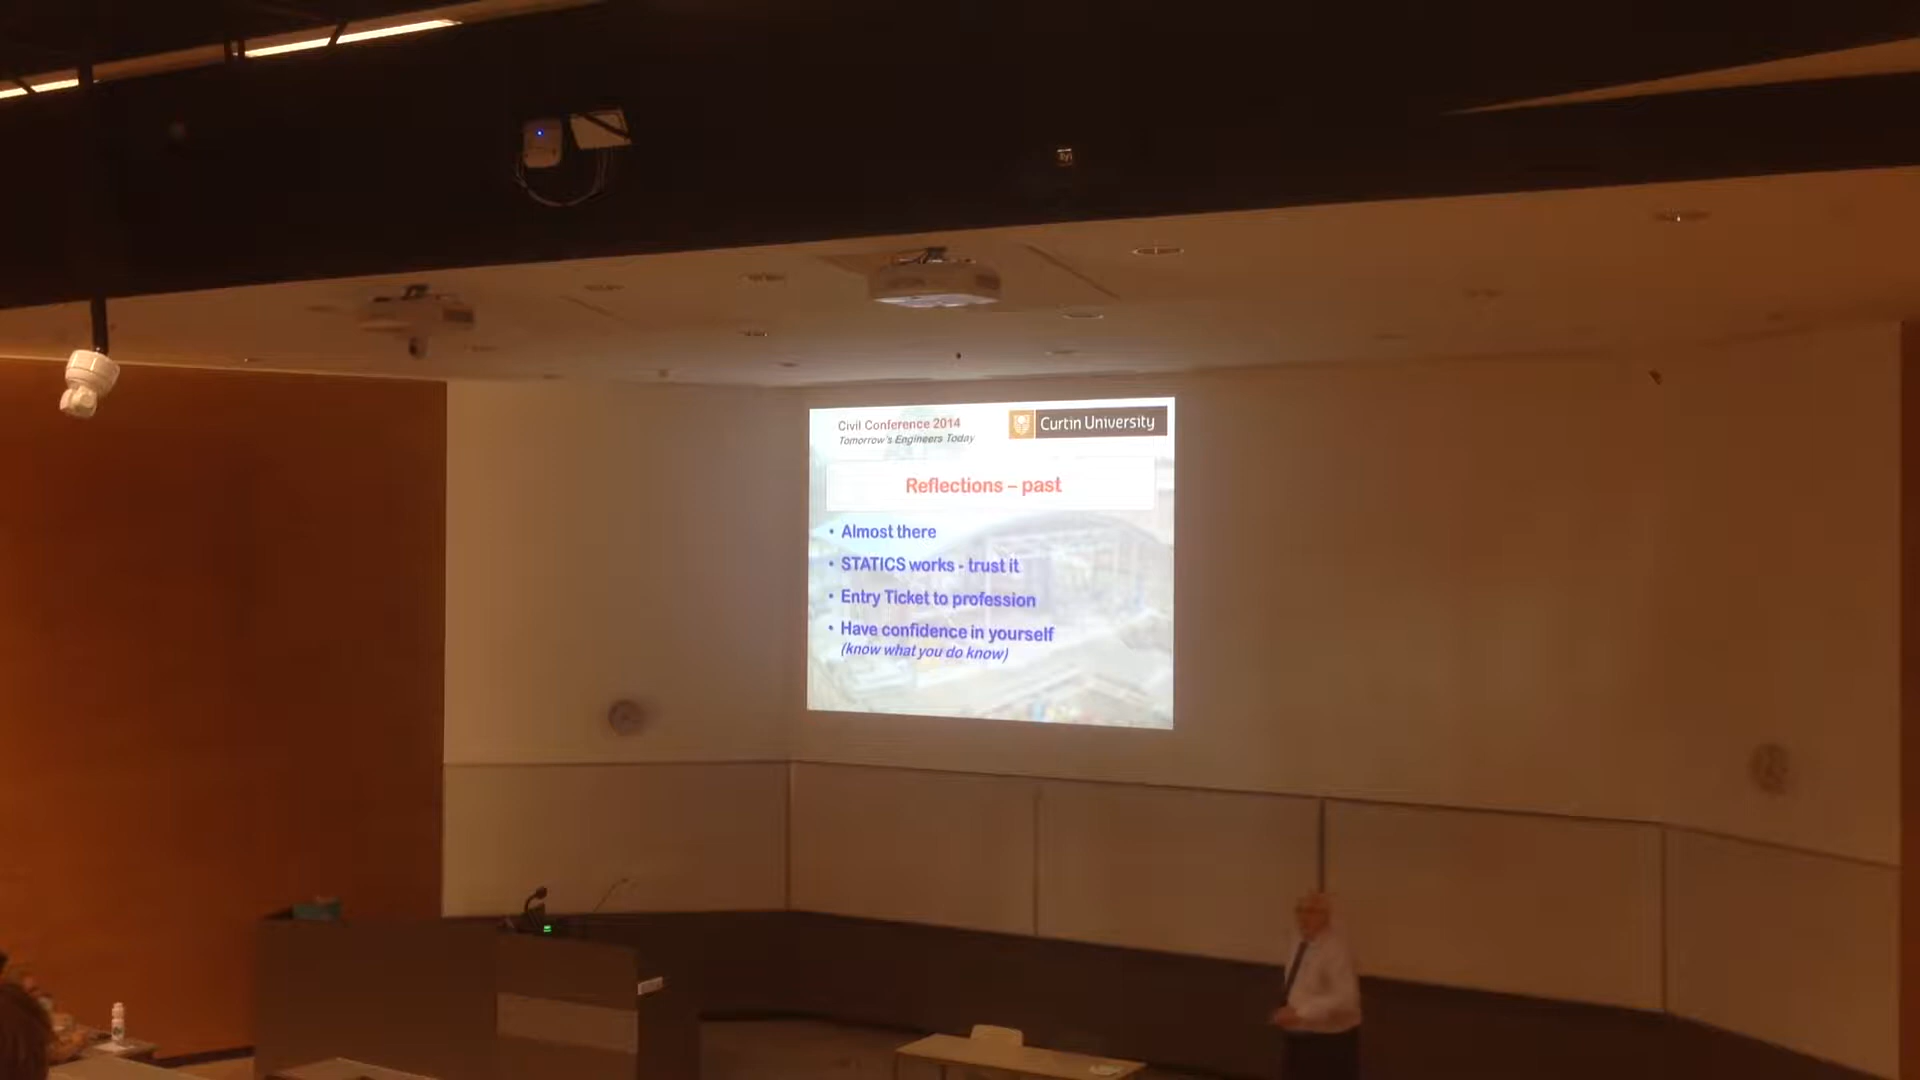 Civil Conference 2014
Tomorrow's Engineers Today
Curtin University
Reflections – past
• Almost there
• STATICS works - trust it
• Entry Ticket to profession
• Have confidence in yourself
(know what you do know)